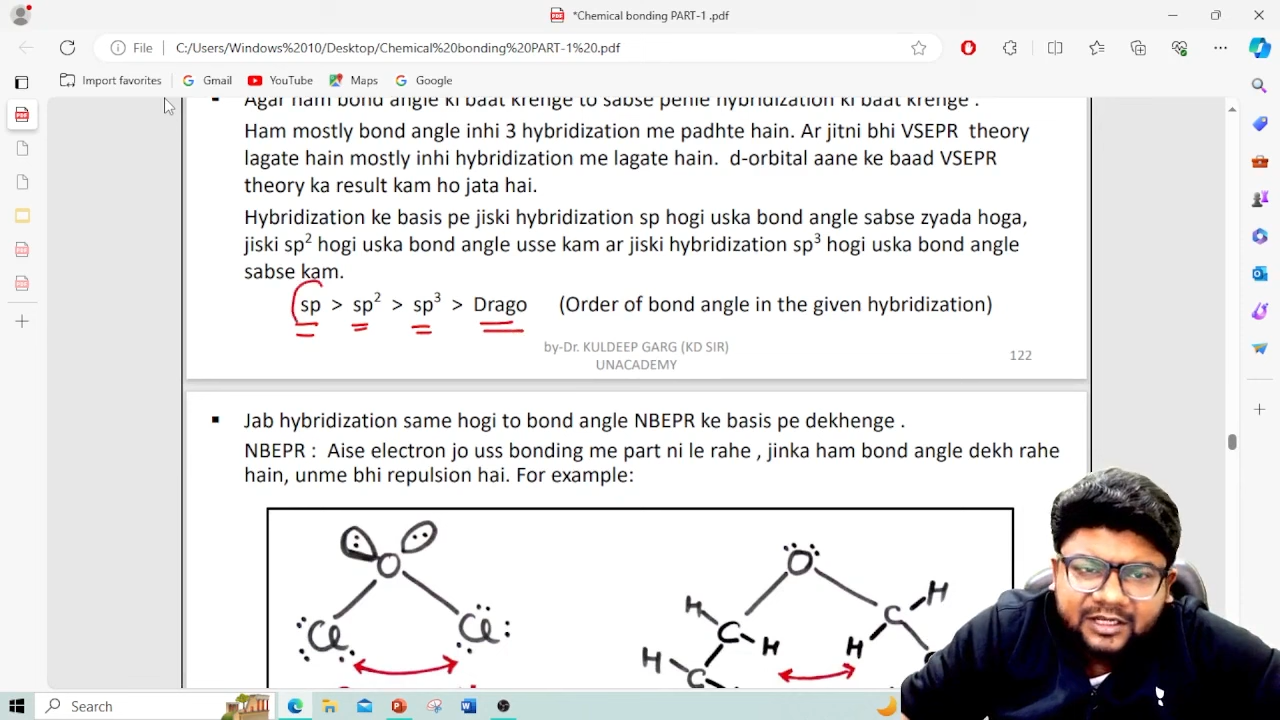 *Chemical bonding PART-1 .pdf
File C:/Users/Windows%2010/Desktop/Chemical%20bonding%20PART-1%20.pdf
Import favorites Gmail YouTube Maps Google
Agar ham bond angle ki baat krenge to sabse pehle hybridization ki baat krenge .
Ham mostly bond angle inhi 3 hybridization me padhte hain. Ar jitni bhi VSEPR theory
lagate hain mostly inhi hybridization me lagate hain. d-orbital aane ke baad VSEPR
theory ka result kam ho jata hai.
Hybridization ke basis pe jiski hybridization sp hogi uska bond angle sabse zyada hoga,
jiski sp² hogi uska bond angle usse kam ar jiski hybridization sp³ hogi uska bond angle
sabse kam.
sp > sp² > sp³ > Drago (Order of bond angle in the given hybridization)
by-Dr. KULDEEP GARG (KD SIR)
UNACADEMY
122
Jab hybridization same hogi to bond angle NBEPR ke basis pe dekhenge .
NBEPR : Aise electron jo uss bonding me part ni le rahe , jinka ham bond angle dekh rahe
hain, unme bhi repulsion hai. For example:
O O
H H
Cl Cl C C
H H
H C
Search